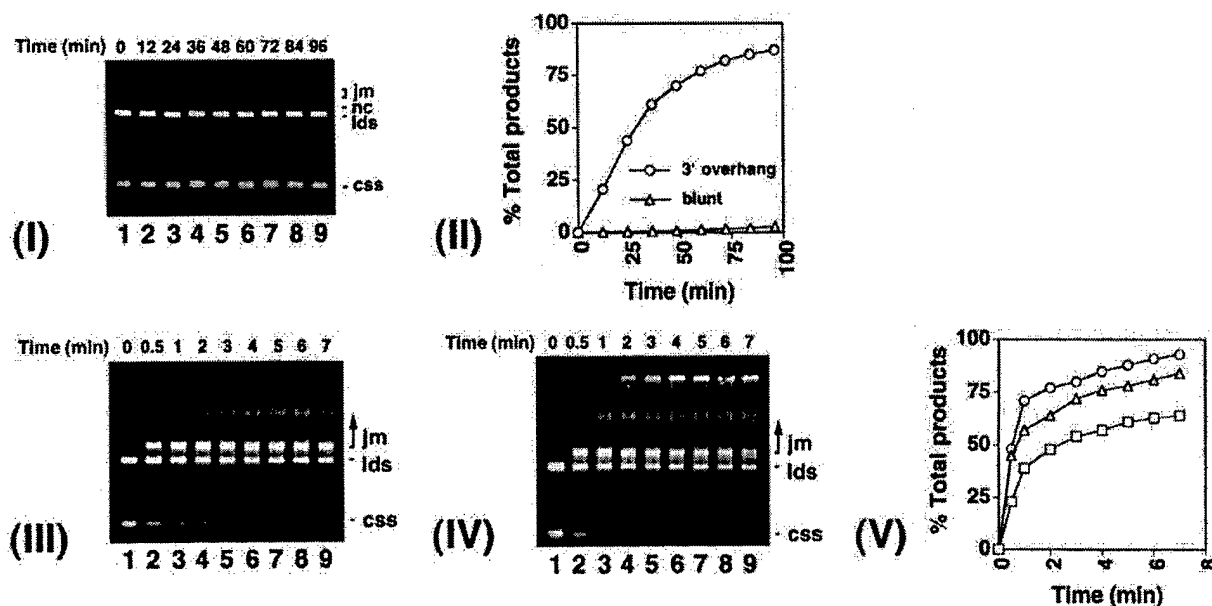 Time (min) 0 12 24 36 48 60 72 84 96
jm
nc
lds
css
1 2 3 4 5 6 7 8 9
(I)
% Total products
100
75
50
25
0
3' overhang
blunt
0 25 50 75 100
Time (min)
(II)
Time (min) 0 0.5 1 2 3 4 5 6 7
jm
lds
css
1 2 3 4 5 6 7 8 9
(III)
Time (min) 0 0.5 1 2 3 4 5 6 7
jm
lds
css
1 2 3 4 5 6 7 8 9
(IV)
% Total products
100
75
50
25
0
0 2 4 6 8
Time (min)
(V)